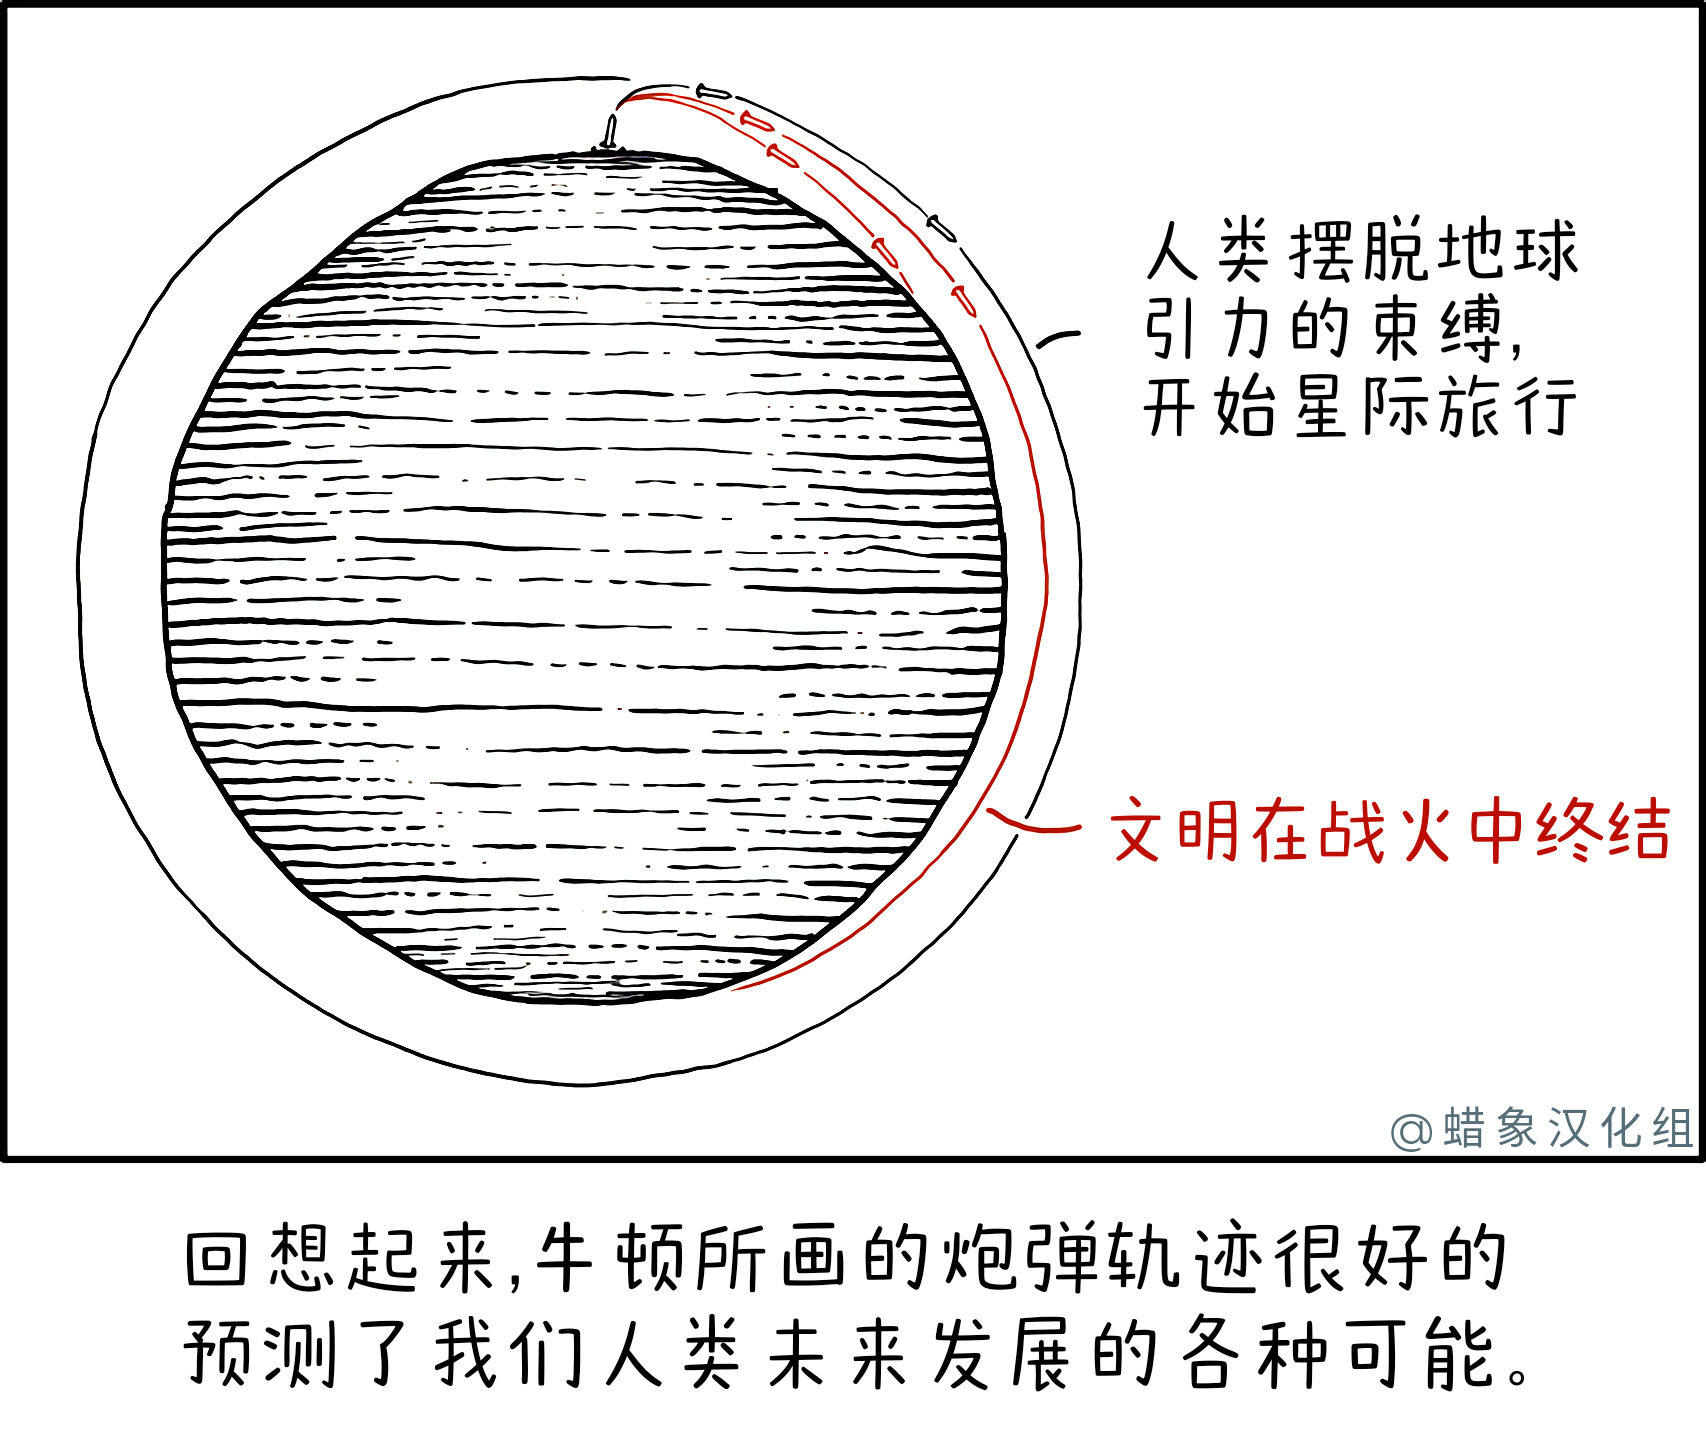 人类摆脱地球
引力的束缚,
开始星际旅行
文明在战火中终结
@蜡象汉化组
回想起来,牛顿所画的炮弹轨迹很好的
预测了我们人类未来发展的各种可能。